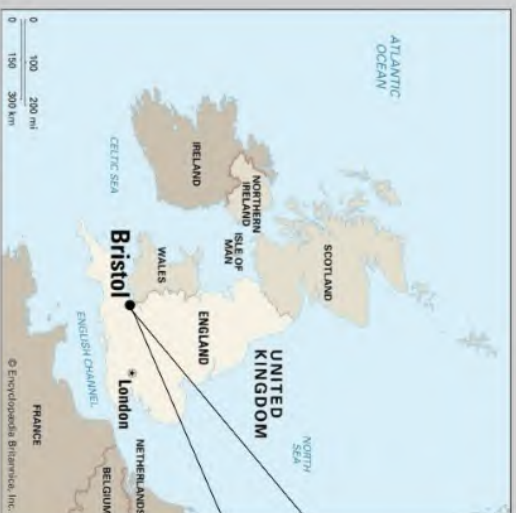 ATLANTIC
OCEAN
SCOTLAND
NORTHERN
IRELAND
IRELAND
ISLE OF
MAN
UNITED
KINGDOM
NORTH
SEA
CELTIC SEA
WALES
ENGLAND
Bristol
London
ENGLISH CHANNEL
NETHERLANDS
BELGIUM
FRANCE
0 100 200 mi
0 150 300 km
© Encyclopædia Britannica, Inc.